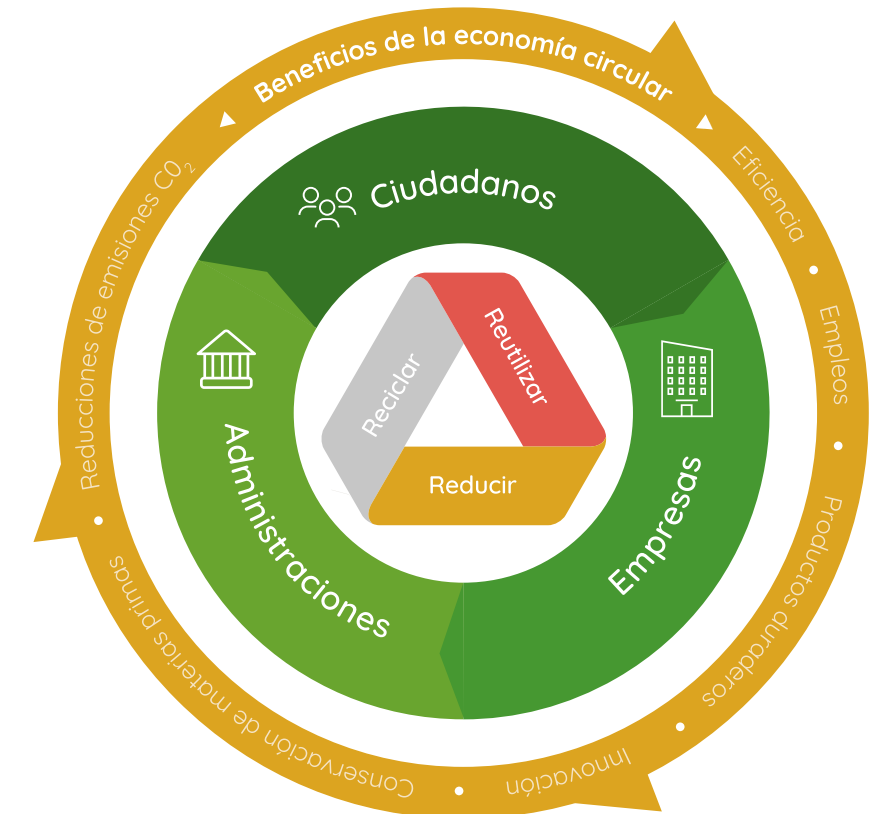 Beneficios de la economía circular
Eficiencia
Empleos
Productos duraderos
Innovación
Conservación de materias primas
Reducciones de emisiones C0₂
Ciudadanos
Empresas
Administraciones
Reutilizar
Reducir
Reciclar